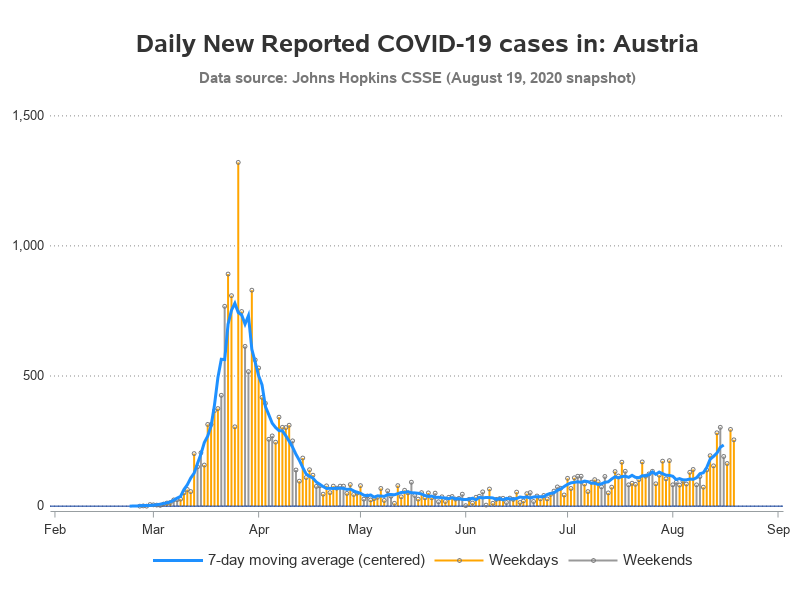 Daily New Reported COVID-19 cases in: Austria
Data source: Johns Hopkins CSSE (August 19, 2020 snapshot)
1,500
1,000
500
0
Feb Mar Apr May Jun Jul Aug Sep
7-day moving average (centered) Weekdays Weekends